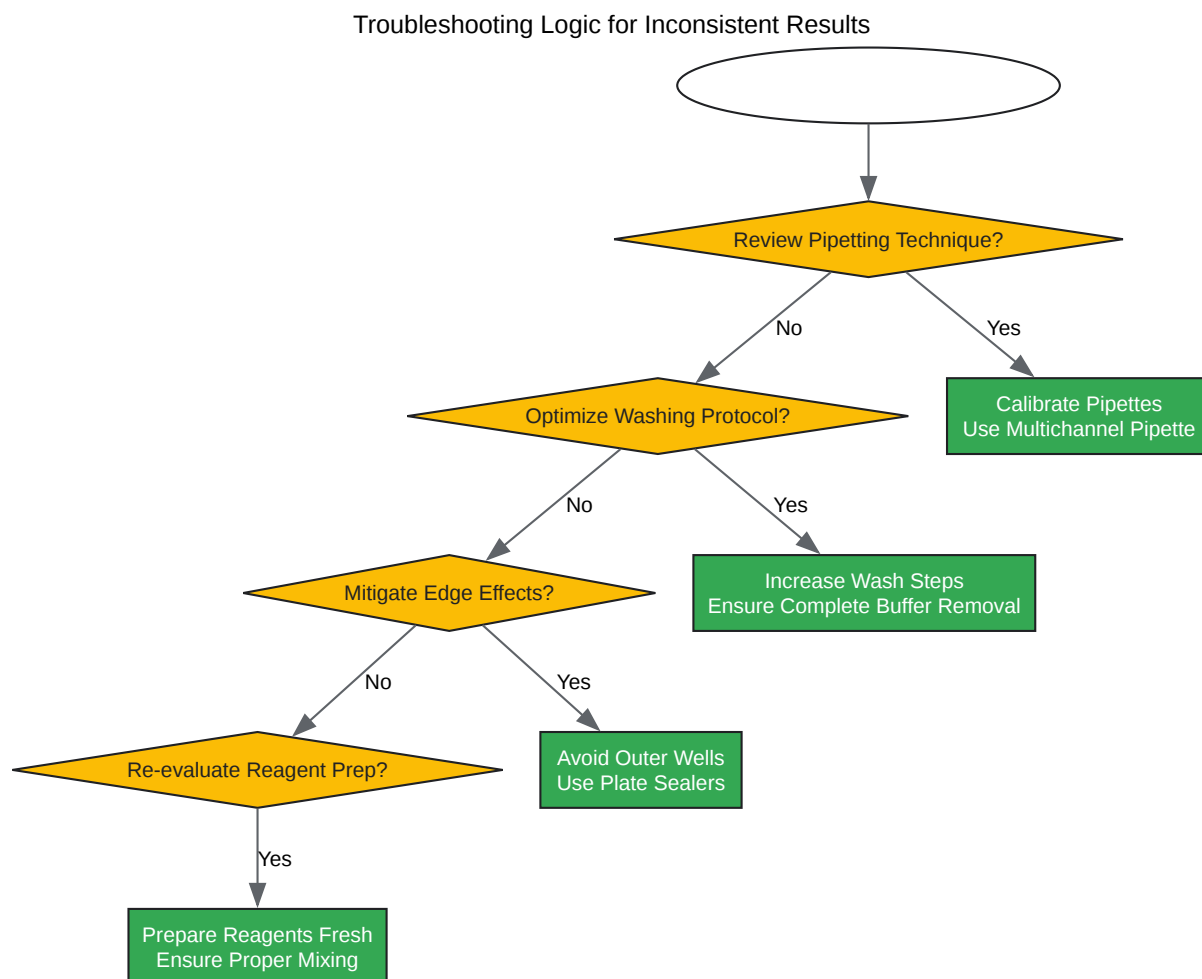 Troubleshooting Logic for Inconsistent Results
Review Pipetting Technique?
No
Yes
Optimize Washing Protocol?
Calibrate Pipettes
Use Multichannel Pipette
No
Yes
Mitigate Edge Effects?
Increase Wash Steps
Ensure Complete Buffer Removal
No
Yes
Re-evaluate Reagent Prep?
Avoid Outer Wells
Use Plate Sealers
Yes
Prepare Reagents Fresh
Ensure Proper Mixing